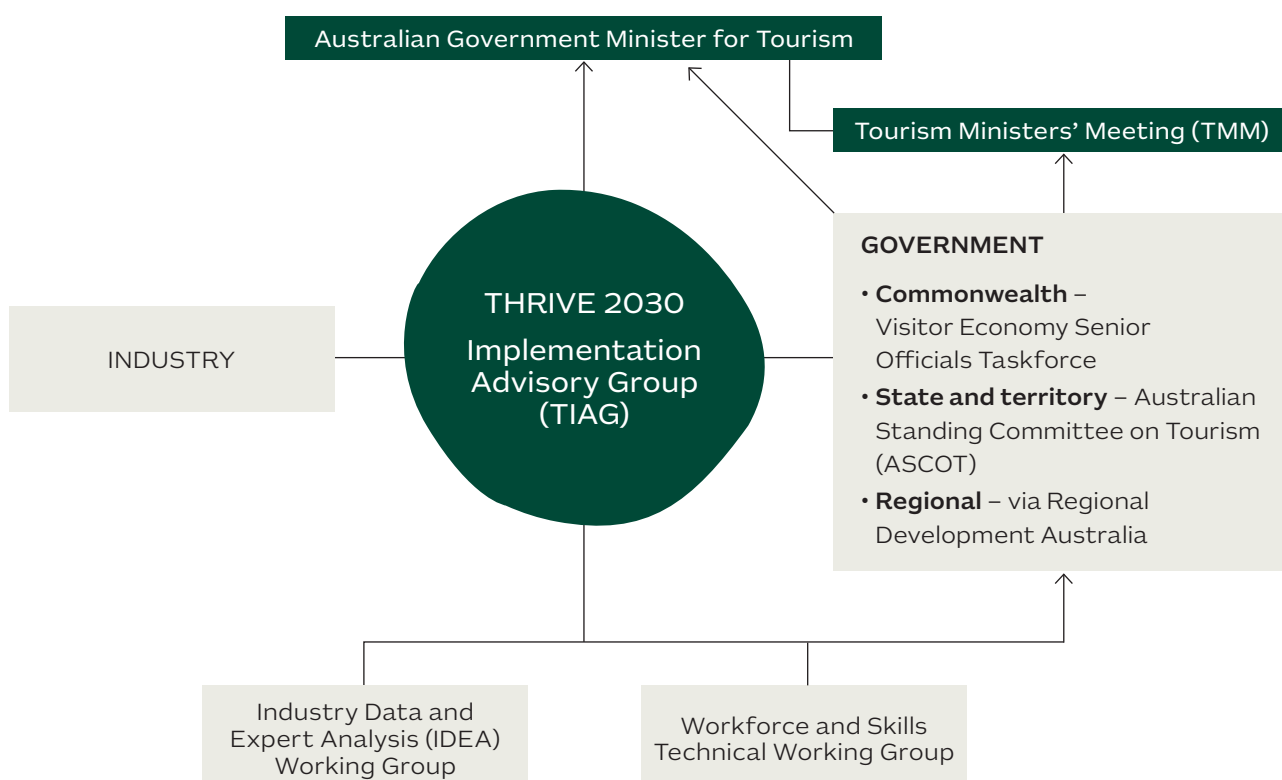 Australian Government Minister for Tourism
Tourism Ministers’ Meeting (TMM)
THRIVE 2030
Implementation
Advisory Group
(TIAG)
INDUSTRY
GOVERNMENT
• Commonwealth –
Visitor Economy Senior
Officials Taskforce
• State and territory – Australian
Standing Committee on Tourism
(ASCOT)
• Regional – via Regional
Development Australia
Industry Data and
Expert Analysis (IDEA)
Working Group
Workforce and Skills
Technical Working Group